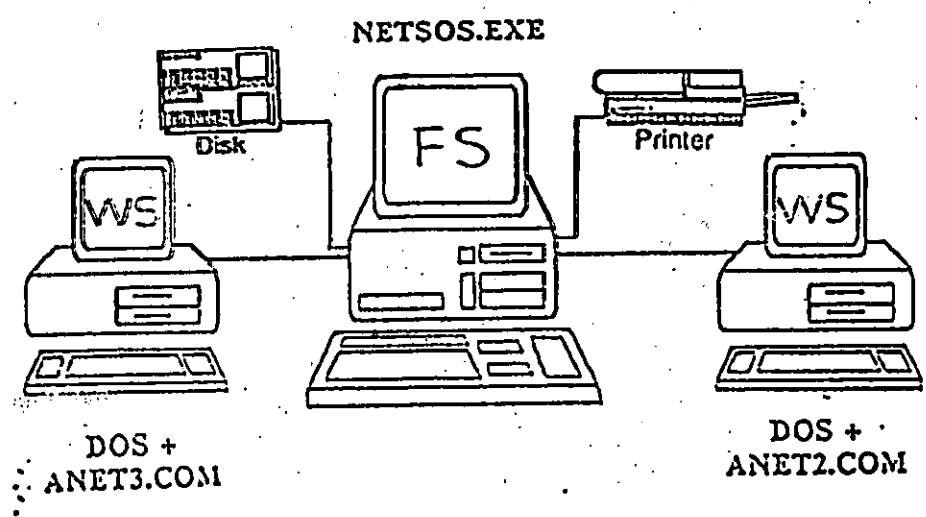 NETSOS.EXE
Disk
FS
Printer
WS
WS
DOS +
ANET3.COM
DOS +
ANET2.COM